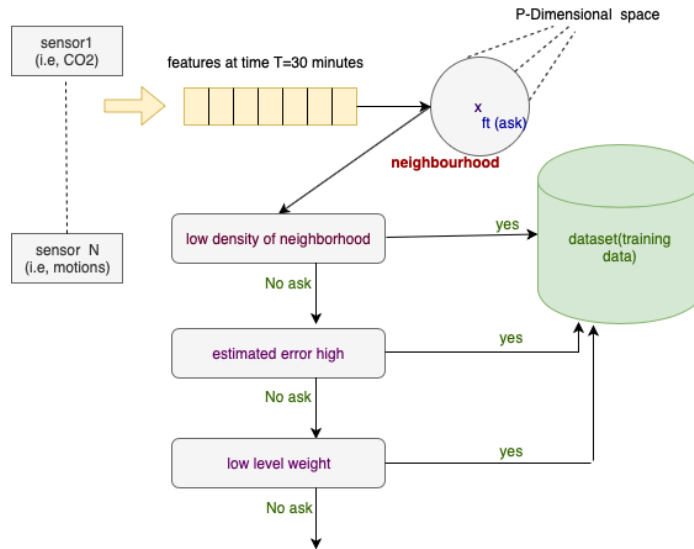 P-Dimensional space
sensor1
(i.e, CO2)
features at time T=30 minutes
x
ft (ask)
neighbourhood
low density of neighborhood
yes
dataset(training
data)
sensor N
(i.e, motions)
No ask
estimated error high
yes
No ask
low level weight
yes
No ask